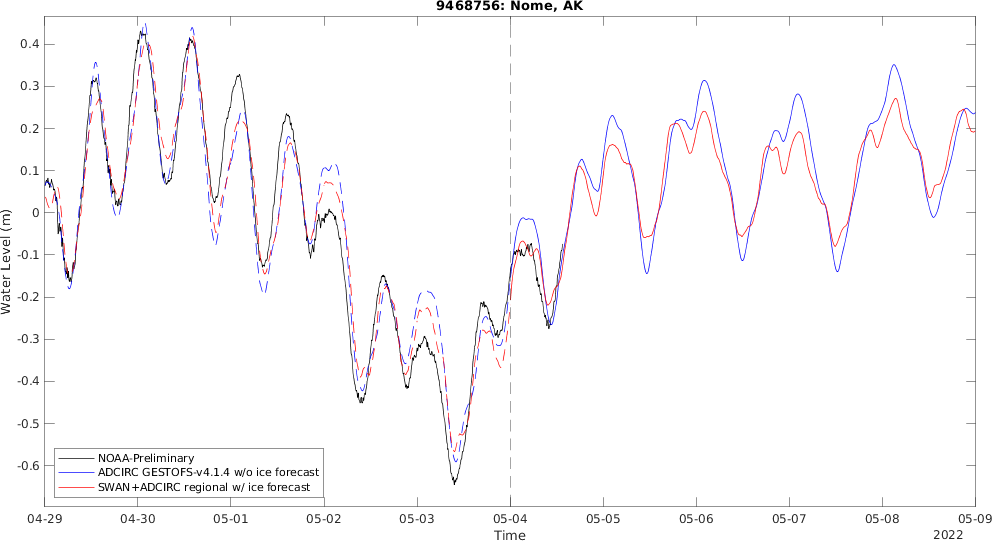 9468756: Nome, AK
0.4
0.3
0.2
0.1
0
-0.1
-0.2
-0.3
-0.4
-0.5
-0.6
Water Level (m)
NOAA-Preliminary
ADCIRC GESTOFS-v4.1.4 w/o ice forecast
SWAN+ADCIRC regional w/ ice forecast
04-29 04-30 05-01 05-02 05-03 05-04 05-05 05-06 05-07 05-08 05-09
Time
2022